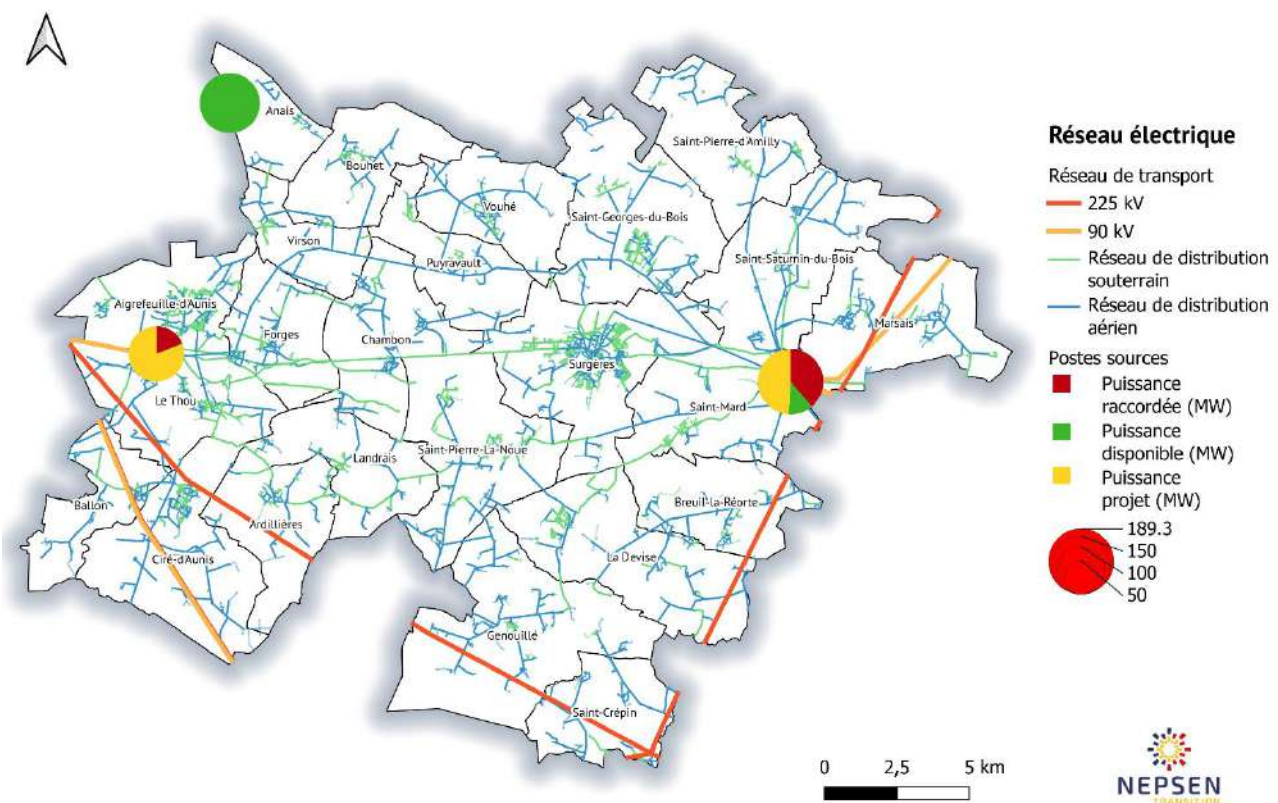 Anais
Bouhet
Saint-Pierre-d'Amilly
Vouhé
Saint-Georges-du-Bois
Virson
Puyravault
Saint-Saturnin-du-Bois
Aigrefeuille-d'Aunis
Forges
Chambon
Marsais
Surgères
Le Thou
Saint-Mard
Saint-Pierre-La-Noue
Landrais
Ballon
Breuil-la-Réorte
Ardillières
Ciré-d'Aunis
La Devise
Genouillé
Saint-Crépin
Réseau électrique
Réseau de transport
225 kV
90 kV
Réseau de distribution
souterrain
Réseau de distribution
aérien
Postes sources
Puissance
raccordée (MW)
Puissance
disponible (MW)
Puissance
projet (MW)
189.3
150
100
50
0 2,5 5 km
NEPSEN
TRANSITION